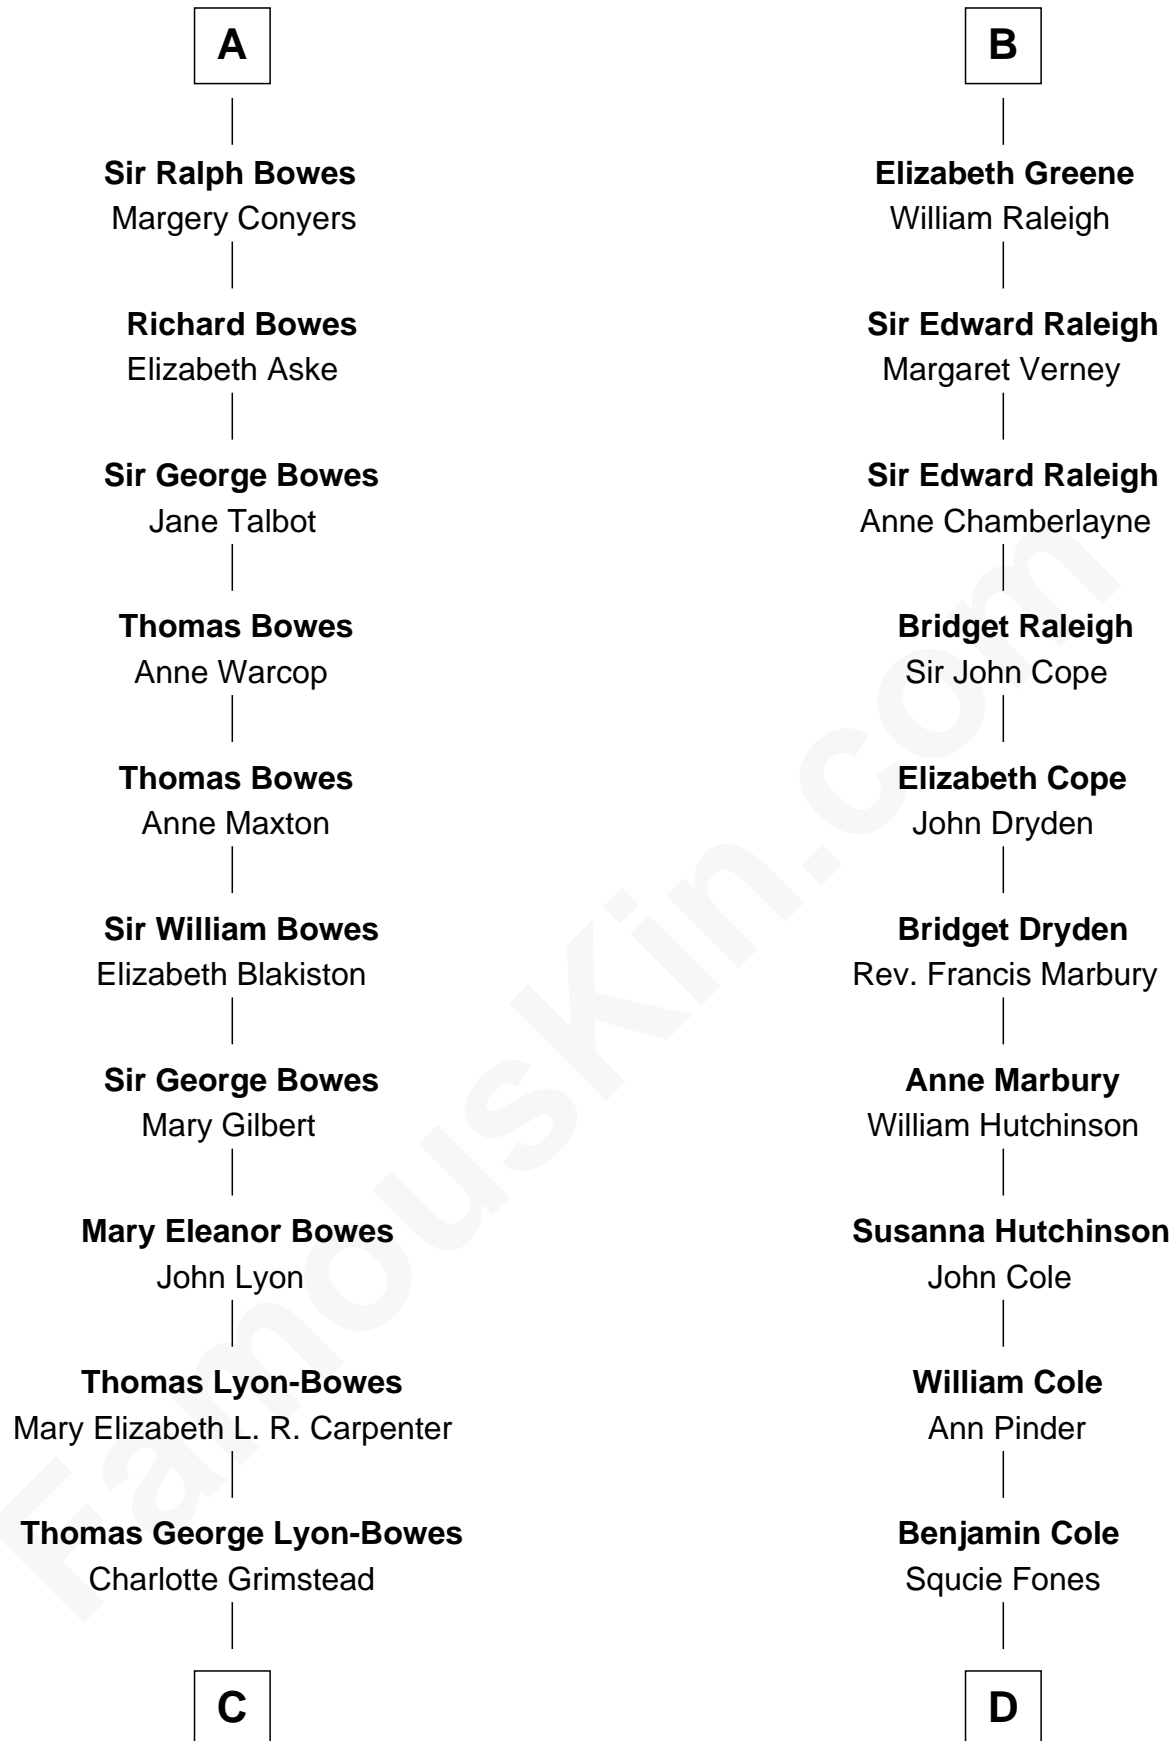 A
Sir Ralph Bowes
Margery Conyers
Richard Bowes
Elizabeth Aske
Sir George Bowes
Jane Talbot
Thomas Bowes
Anne Warcop
Thomas Bowes
Anne Maxton
Sir William Bowes
Elizabeth Blakiston
Sir George Bowes
Mary Gilbert
Mary Eleanor Bowes
John Lyon
Thomas Lyon-Bowes
Mary Elizabeth L. R. Carpenter
Thomas George Lyon-Bowes
Charlotte Grimstead
C
B
Elizabeth Greene
William Raleigh
Sir Edward Raleigh
Margaret Verney
Sir Edward Raleigh
Anne Chamberlayne
Bridget Raleigh
Sir John Cope
Elizabeth Cope
John Dryden
Bridget Dryden
Rev. Francis Marbury
Anne Marbury
William Hutchinson
Susanna Hutchinson
John Cole
William Cole
Ann Pinder
Benjamin Cole
Squcie Fones
D
FamousKin.com